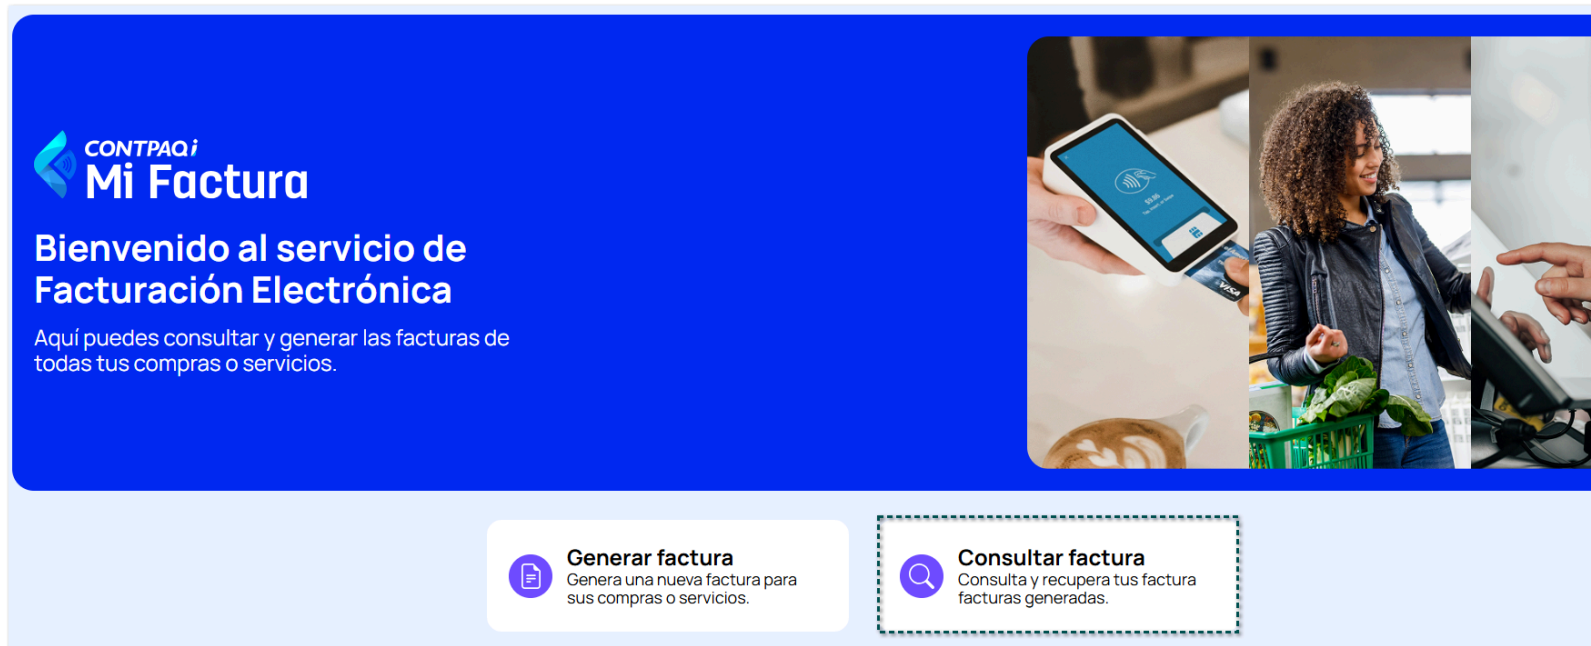 CONTPAQi
Mi Factura
Bienvenido al servicio de
Facturación Electrónica
Aquí puedes consultar y generar las facturas de
todas tus compras o servicios.
VISA
Generar factura
Genera una nueva factura para
sus compras o servicios.
Consultar factura
Consulta y recupera tus factura
facturas generadas.